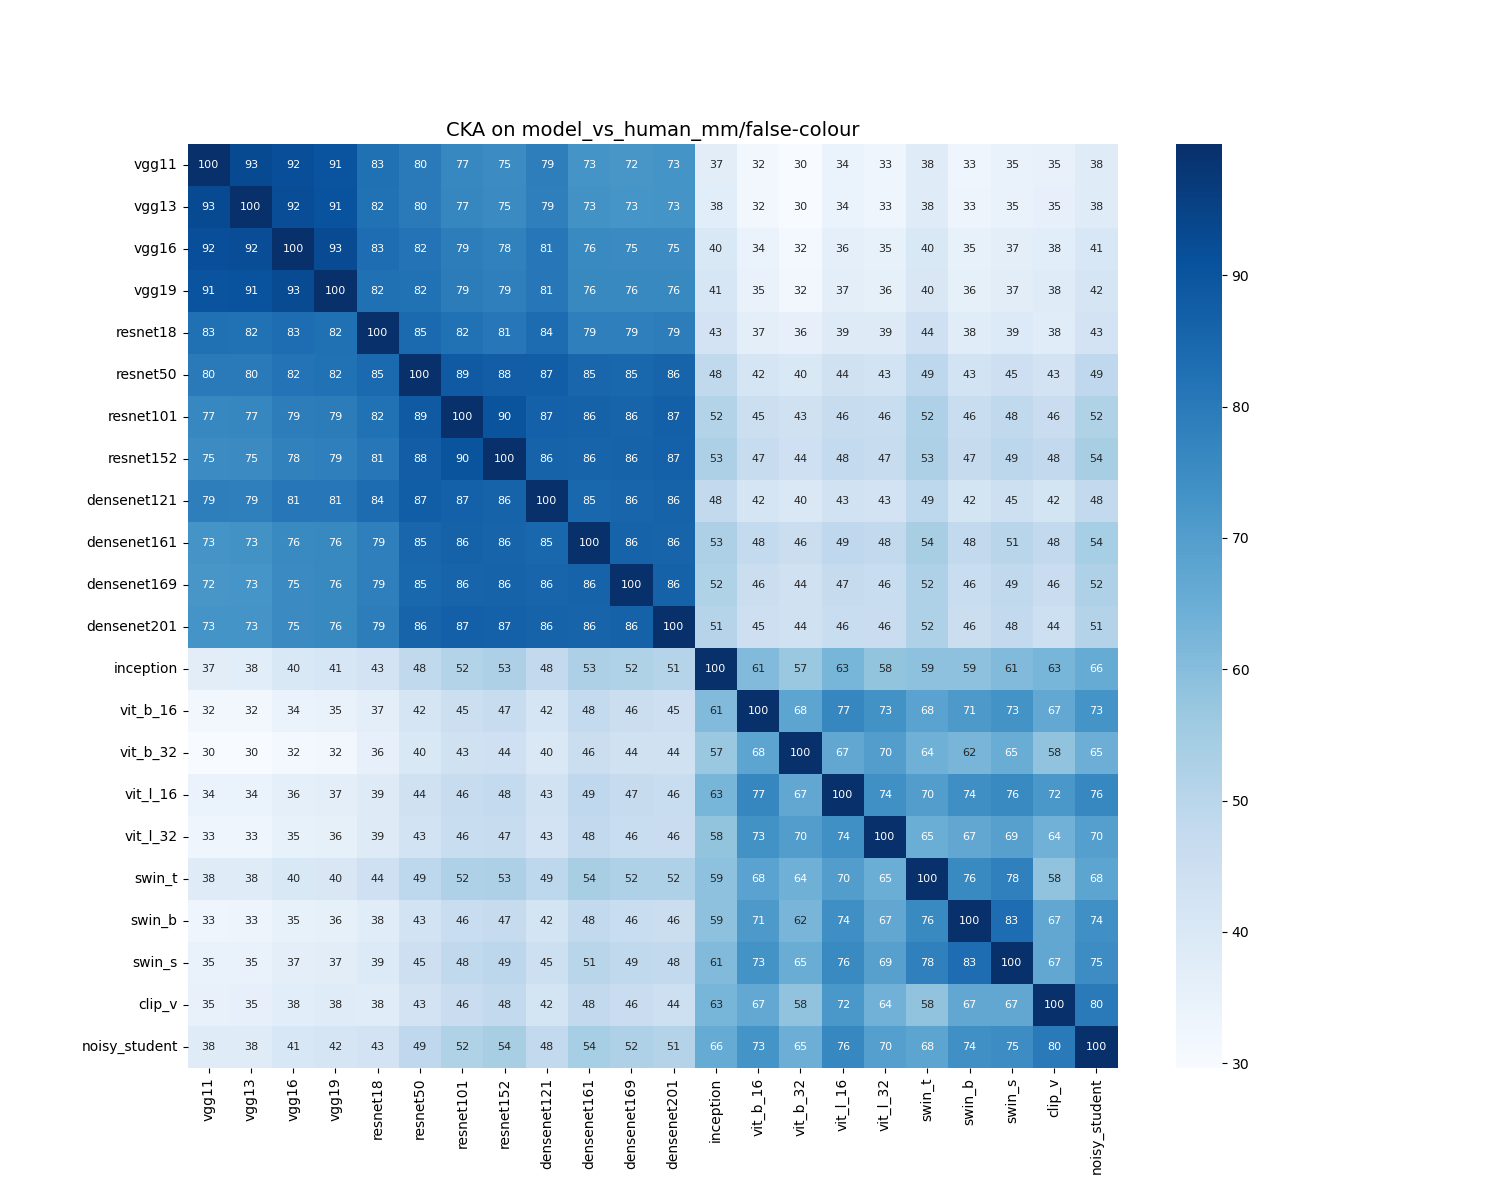 CKA on model_vs_human_mm/false-colour
vgg11 100 93 92 91 83 80 77 75 79 73 72 73 37 32 30 34 33 38 33 35 35 38
vgg13 93 100 92 91 82 80 77 75 79 73 73 73 38 32 30 34 33 38 33 35 35 38
vgg16 92 92 100 93 83 82 79 78 81 76 75 75 40 34 32 36 35 40 35 37 38 41
vgg19 91 91 93 100 82 82 79 79 81 76 76 76 41 35 32 37 36 40 36 37 38 42
resnet18 83 82 83 82 100 85 82 81 84 79 79 79 43 37 36 39 39 44 38 39 38 43
resnet50 80 80 82 82 85 100 89 88 87 85 85 86 48 42 40 44 43 49 43 45 43 49
resnet101 77 77 79 79 82 89 100 90 87 86 86 87 52 45 43 46 46 52 46 48 46 52
resnet152 75 75 78 79 81 88 90 100 86 86 86 87 53 47 44 48 47 53 47 49 48 54
densenet121 79 79 81 81 84 87 87 86 100 85 86 86 48 42 40 43 43 49 42 45 42 48
densenet161 73 73 76 76 79 85 86 86 85 100 86 86 53 48 46 49 48 54 48 51 48 54
densenet169 72 73 75 76 79 85 86 86 86 86 100 86 52 46 44 47 46 52 46 49 46 52
densenet201 73 73 75 76 79 86 87 87 86 86 86 100 51 45 44 46 46 52 46 48 44 51
inception 37 38 40 41 43 48 52 53 48 53 52 51 100 61 57 63 58 59 59 61 63 66
vit_b_16 32 32 34 35 37 42 45 47 42 48 46 45 61 100 68 77 73 68 71 73 67 73
vit_b_32 30 30 32 32 36 40 43 44 40 46 44 44 57 68 100 67 70 64 62 65 58 65
vit_l_16 34 34 36 37 39 44 46 48 43 49 47 46 63 77 67 100 74 70 74 76 72 76
vit_l_32 33 33 35 36 39 43 46 47 43 48 46 46 58 73 70 74 100 65 67 69 64 70
swin_t 38 38 40 40 44 49 52 53 49 54 52 52 59 68 64 70 65 100 76 78 58 68
swin_b 33 33 35 36 38 43 46 47 42 48 46 46 59 71 62 74 67 76 100 83 67 74
swin_s 35 35 37 37 39 45 48 49 45 51 49 48 61 73 65 76 69 78 83 100 67 75
clip_v 35 35 38 38 38 43 46 48 42 48 46 44 63 67 58 72 64 58 67 67 100 80
noisy_student 38 38 41 42 43 49 52 54 48 54 52 51 66 73 65 76 70 68 74 75 80 100
vgg11 vgg13 vgg16 vgg19 resnet18 resnet50 resnet101 resnet152 densenet121 densenet161 densenet169 densenet201 inception vit_b_16 vit_b_32 vit_l_16 vit_l_32 swin_t swin_b swin_s clip_v noisy_student
90
80
70
60
50
40
30